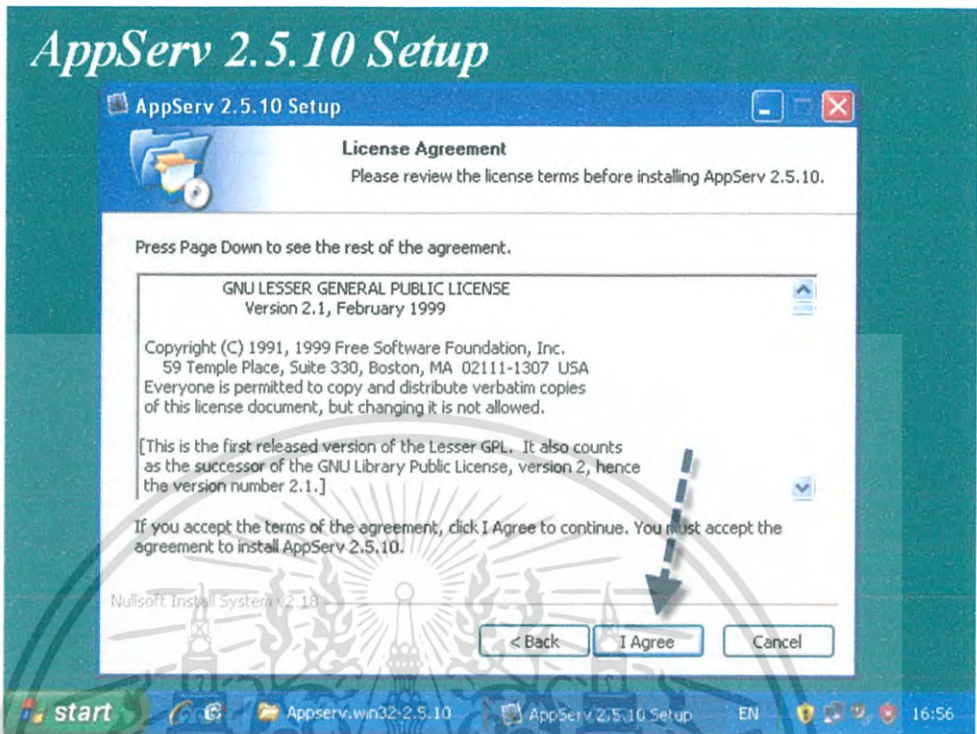 AppServ 2.5.10 Setup
AppServ 2.5.10 Setup
License Agreement
Please review the license terms before installing AppServ 2.5.10.
Press Page Down to see the rest of the agreement.
GNU LESSER GENERAL PUBLIC LICENSE
Version 2.1, February 1999
Copyright (C) 1991, 1999 Free Software Foundation, Inc.
59 Temple Place, Suite 330, Boston, MA 02111-1307 USA
Everyone is permitted to copy and distribute verbatim copies
of this license document, but changing it is not allowed.
[This is the first released version of the Lesser GPL. It also counts
as the successor of the GNU Library Public License, version 2, hence
the version number 2.1.]
If you accept the terms of the agreement, click I Agree to continue. You must accept the
agreement to install AppServ 2.5.10.
Nullsoft Install System v2.18
< Back I Agree Cancel
start Appserv.win32-2.5.10 AppServ 2.5.10 Setup EN 16:56